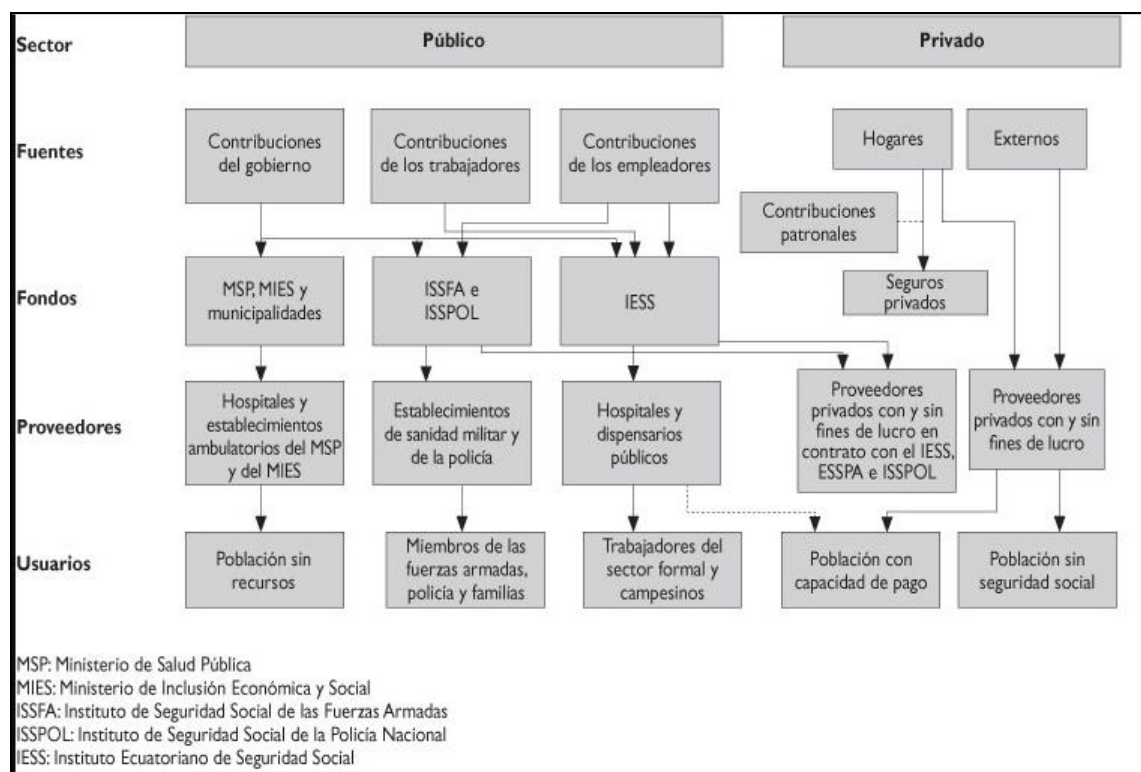 Sector
Público
Privado
Fuentes
Contribuciones
del gobierno
Contribuciones
de los trabajadores
Contribuciones
de los empleadores
Hogares
Externos
Contribuciones
patronales
Fondos
MSP, MIES y
municipalidades
ISSFA e
ISSPOL
IESS
Seguros
privados
Proveedores
Hospitales y
establecimientos
ambulatorios del MSP
y del MIES
Establecimientos
de sanidad militar y
de la policía
Hospitales y
dispensarios
públicos
Proveedores
privados con y sin
fines de lucro en
contrato con el IESS,
ESSPA e ISSPOL
Proveedores
privados con y sin
fines de lucro
Usuarios
Población sin
recursos
Miembros de las
fuerzas armadas,
policía y familias
Trabajadores del
sector formal y
campesinos
Población con
capacidad de pago
Población sin
seguridad social
MSP: Ministerio de Salud Pública
MIES: Ministerio de Inclusión Económica y Social
ISSFA: Instituto de Seguridad Social de las Fuerzas Armadas
ISSPOL: Instituto de Seguridad Social de la Policía Nacional
IESS: Instituto Ecuatoriano de Seguridad Social